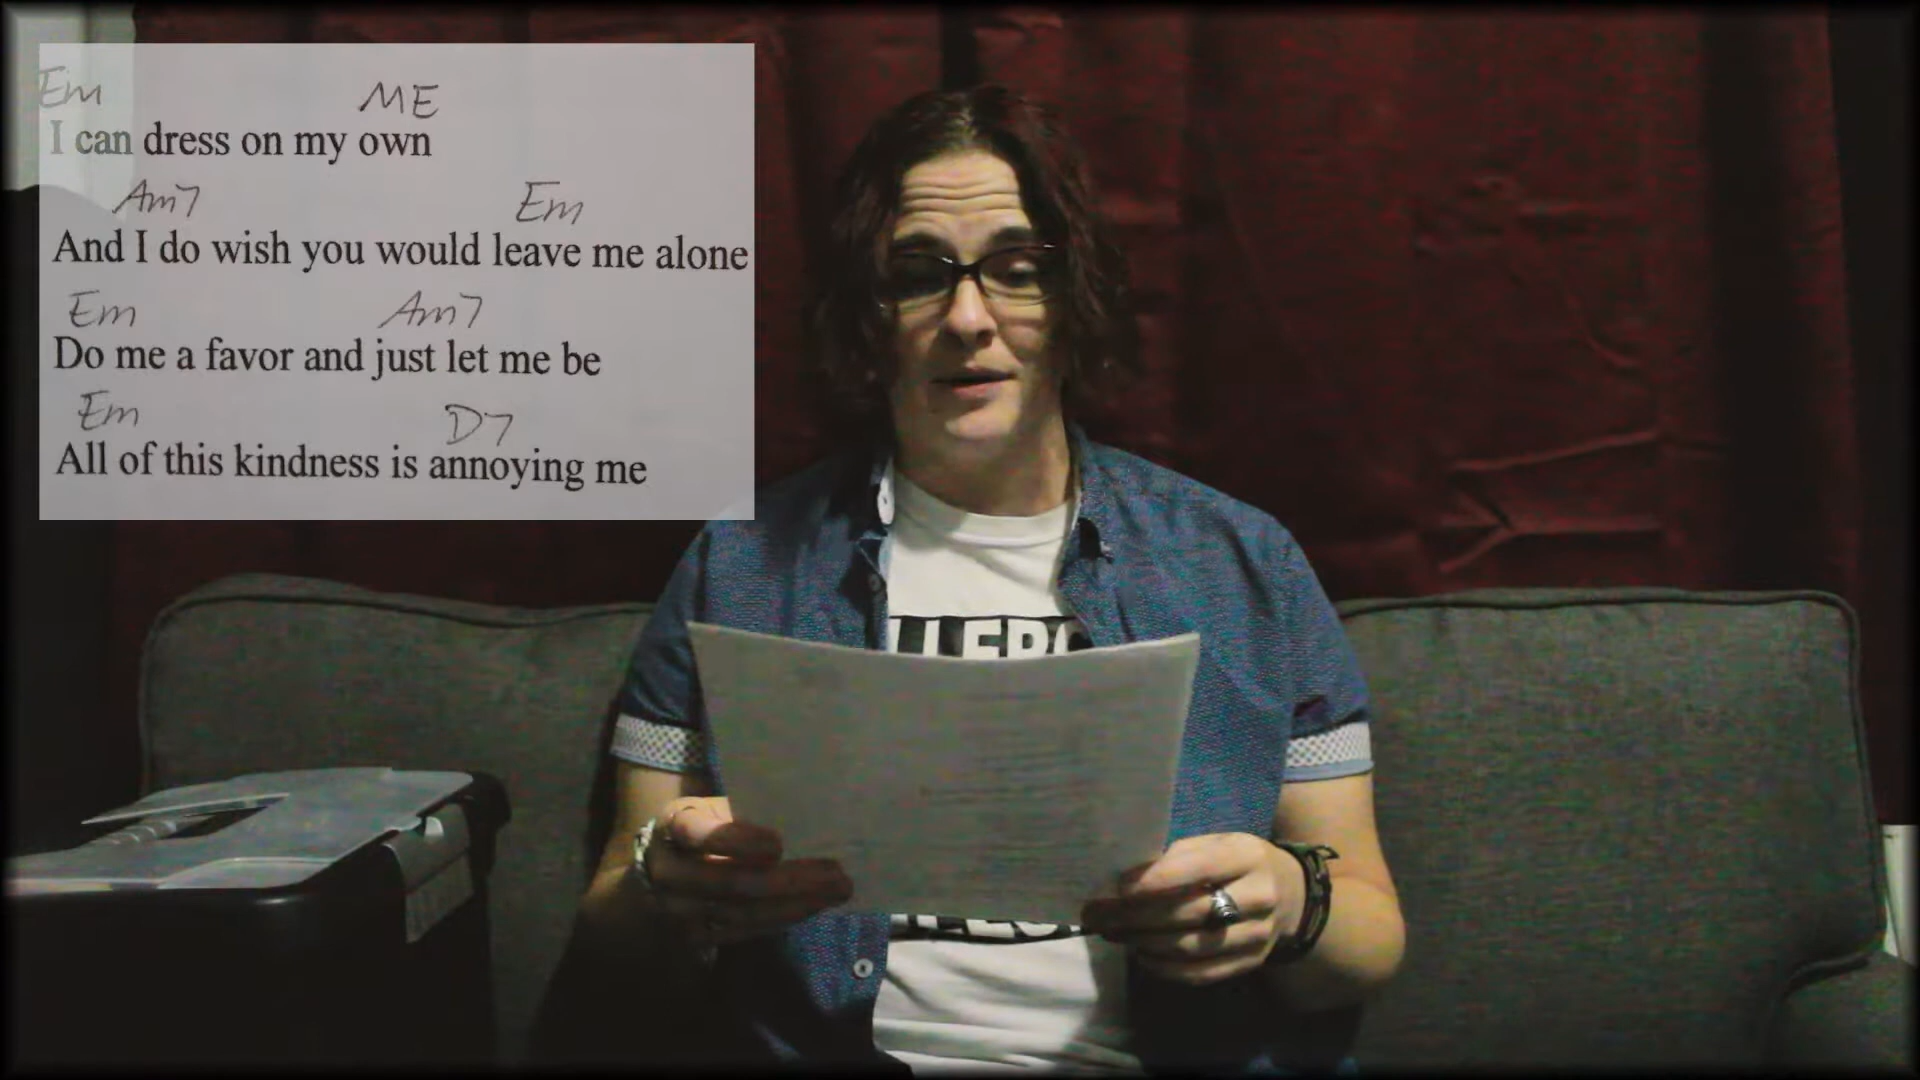 Em ME
I can dress on my own
Am7 Em
And I do wish you would leave me alone
Em Am7
Do me a favor and just let me be
Em D7
All of this kindness is annoying me